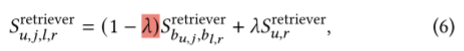 S^{retriever}_{u,j,l,r} = (1 − λ)S^{retriever}_{b_{u,j},b_{l,r}} + λS^{retriever}_{u,r}, (6)